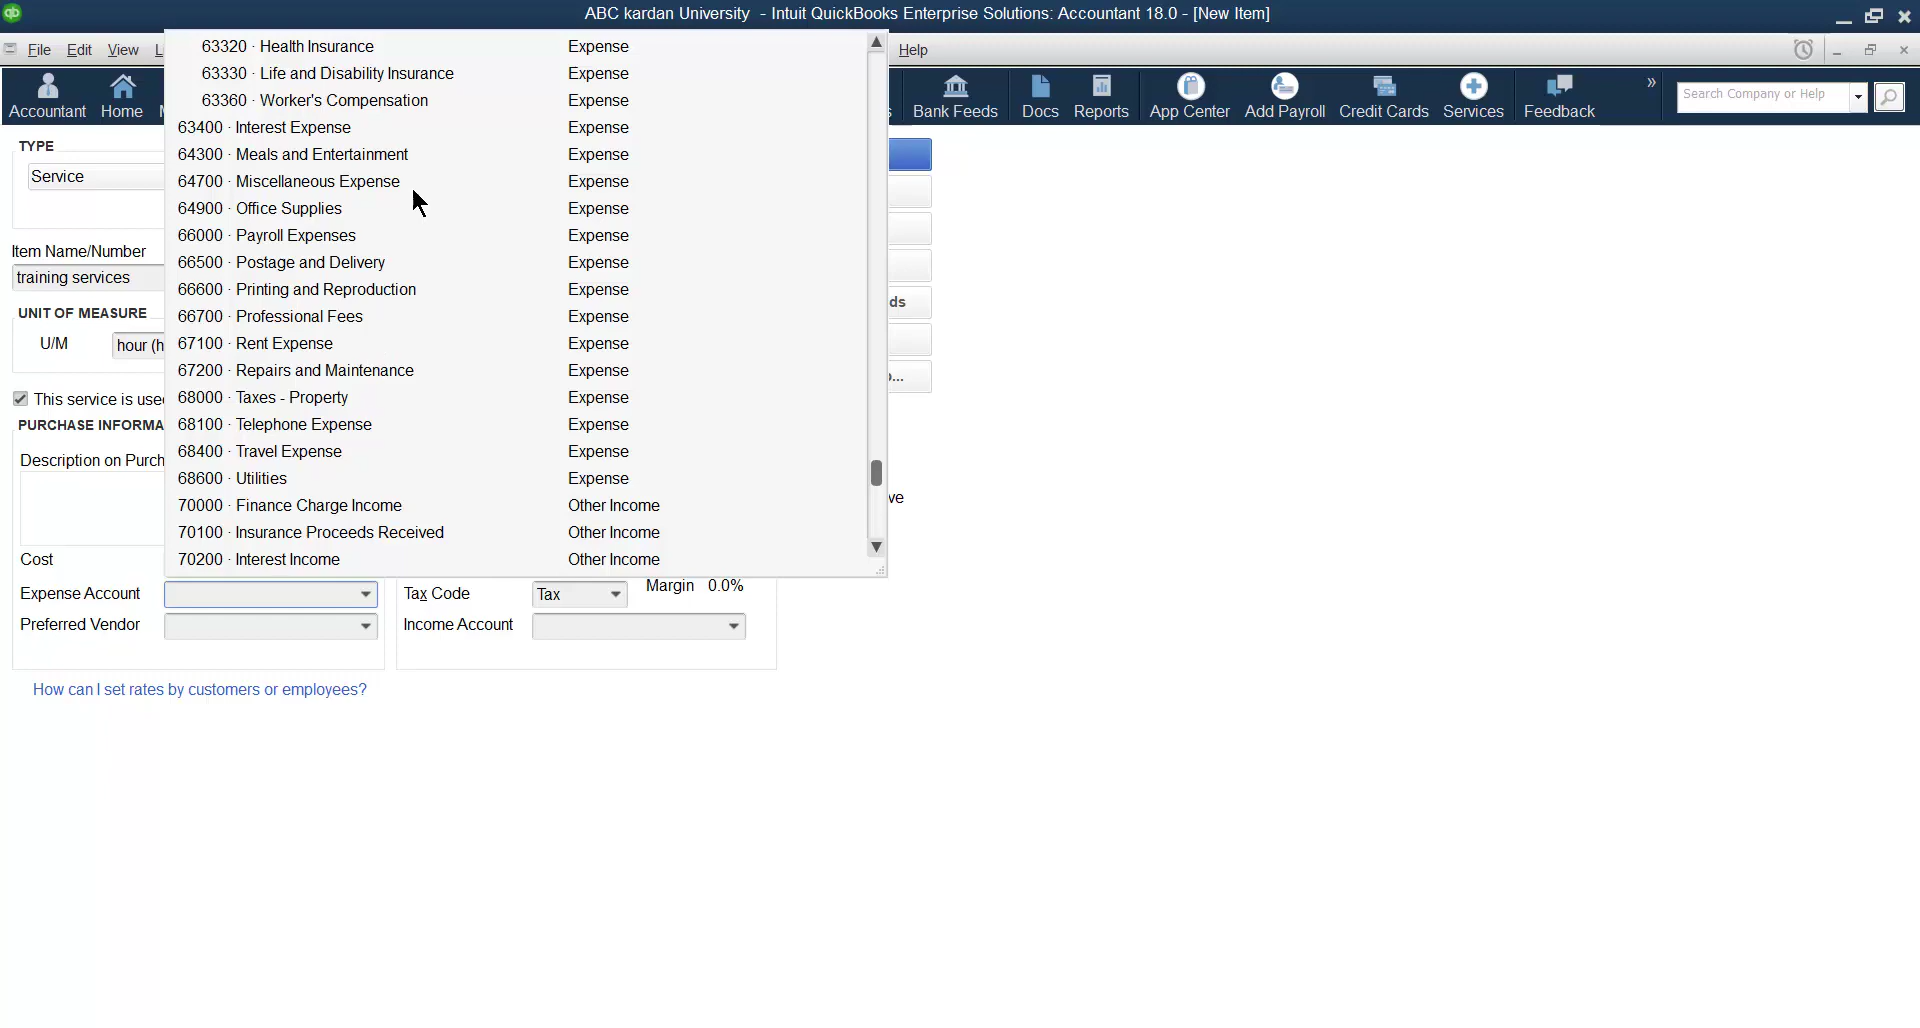 ABC kardan University - Intuit QuickBooks Enterprise Solutions: Accountant 18.0 - [New Item]
File Edit View L Help
Accountant Home Bank Feeds Docs Reports App Center Add Payroll Credit Cards Services Feedback » Search Company or Help
TYPE
Service
Item Name/Number
training services
UNIT OF MEASURE
U/M hour (h
This service is used
PURCHASE INFORMA
Description on Purch
Cost
Expense Account
Preferred Vendor
63320 · Health Insurance Expense
63330 · Life and Disability Insurance Expense
63360 · Worker's Compensation Expense
63400 · Interest Expense Expense
64300 · Meals and Entertainment Expense
64700 · Miscellaneous Expense Expense
64900 · Office Supplies Expense
66000 · Payroll Expenses Expense
66500 · Postage and Delivery Expense
66600 · Printing and Reproduction Expense
66700 · Professional Fees Expense
67100 · Rent Expense Expense
67200 · Repairs and Maintenance Expense
68000 · Taxes - Property Expense
68100 · Telephone Expense Expense
68400 · Travel Expense Expense
68600 · Utilities Expense
70000 · Finance Charge Income Other Income
70100 · Insurance Proceeds Received Other Income
70200 · Interest Income Other Income
ds
...
ve
Tax Code Tax Margin 0.0%
Income Account
How can I set rates by customers or employees?